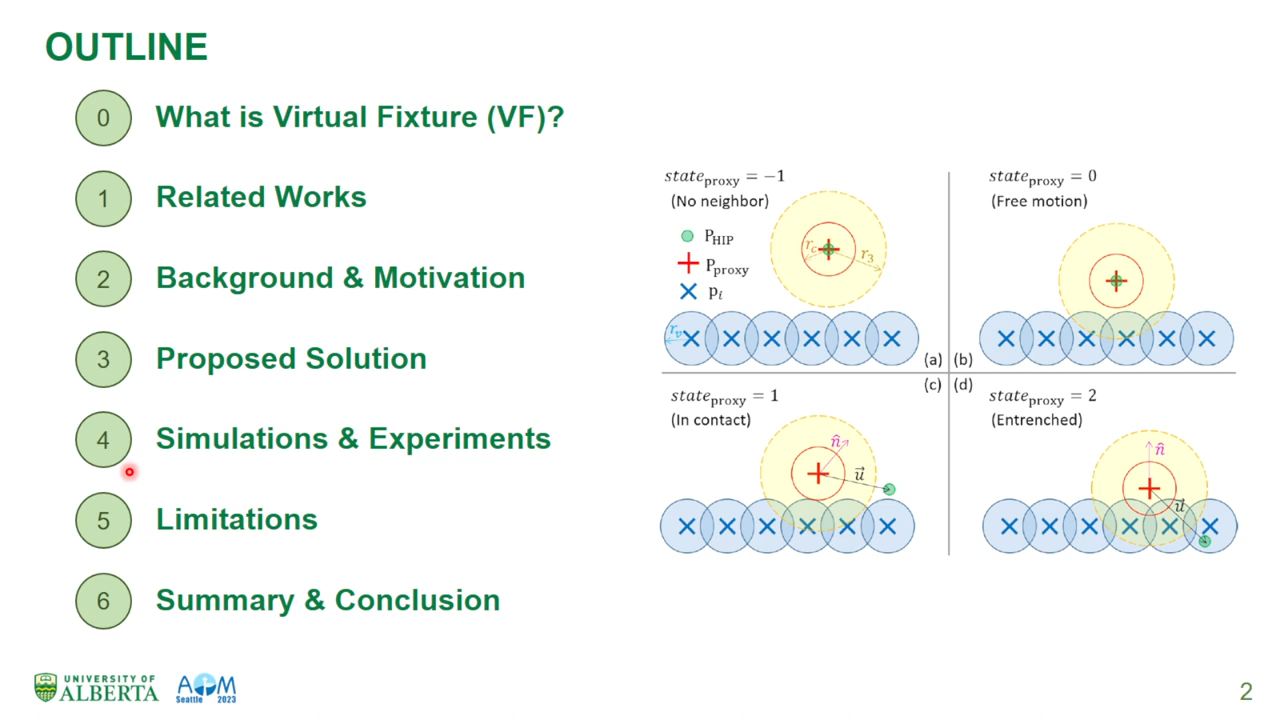 OUTLINE
0 What is Virtual Fixture (VF)?
1 Related Works
2 Background & Motivation
3 Proposed Solution
4 Simulations & Experiments
5 Limitations
6 Summary & Conclusion
state_proxy = −1
(No neighbor)
P_HIP
P_proxy
p_i
r_c
r_3
r_v
(a)
state_proxy = 0
(Free motion)
(b)
state_proxy = 1
(In contact)
n̂
u⃗
(c)
state_proxy = 2
(Entrenched)
n̂
u⃗
(d)
UNIVERSITY OF
ALBERTA
AIM
Seattle 2023
2